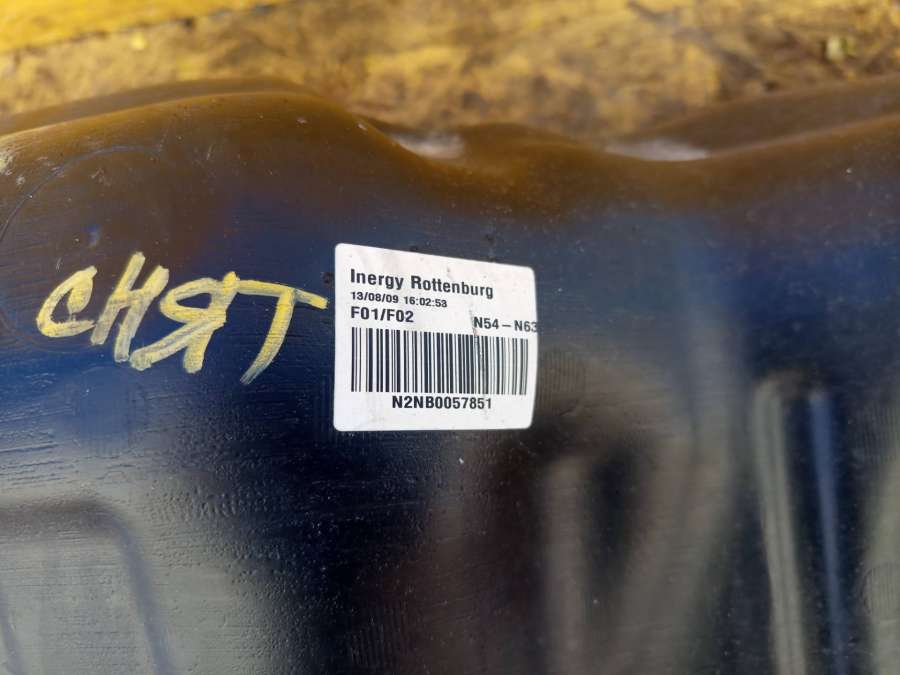 СНЯТ
Inergy Rottenburg
13/08/09 16:02:53
F01/F02 N54-N63
N2NB0057851